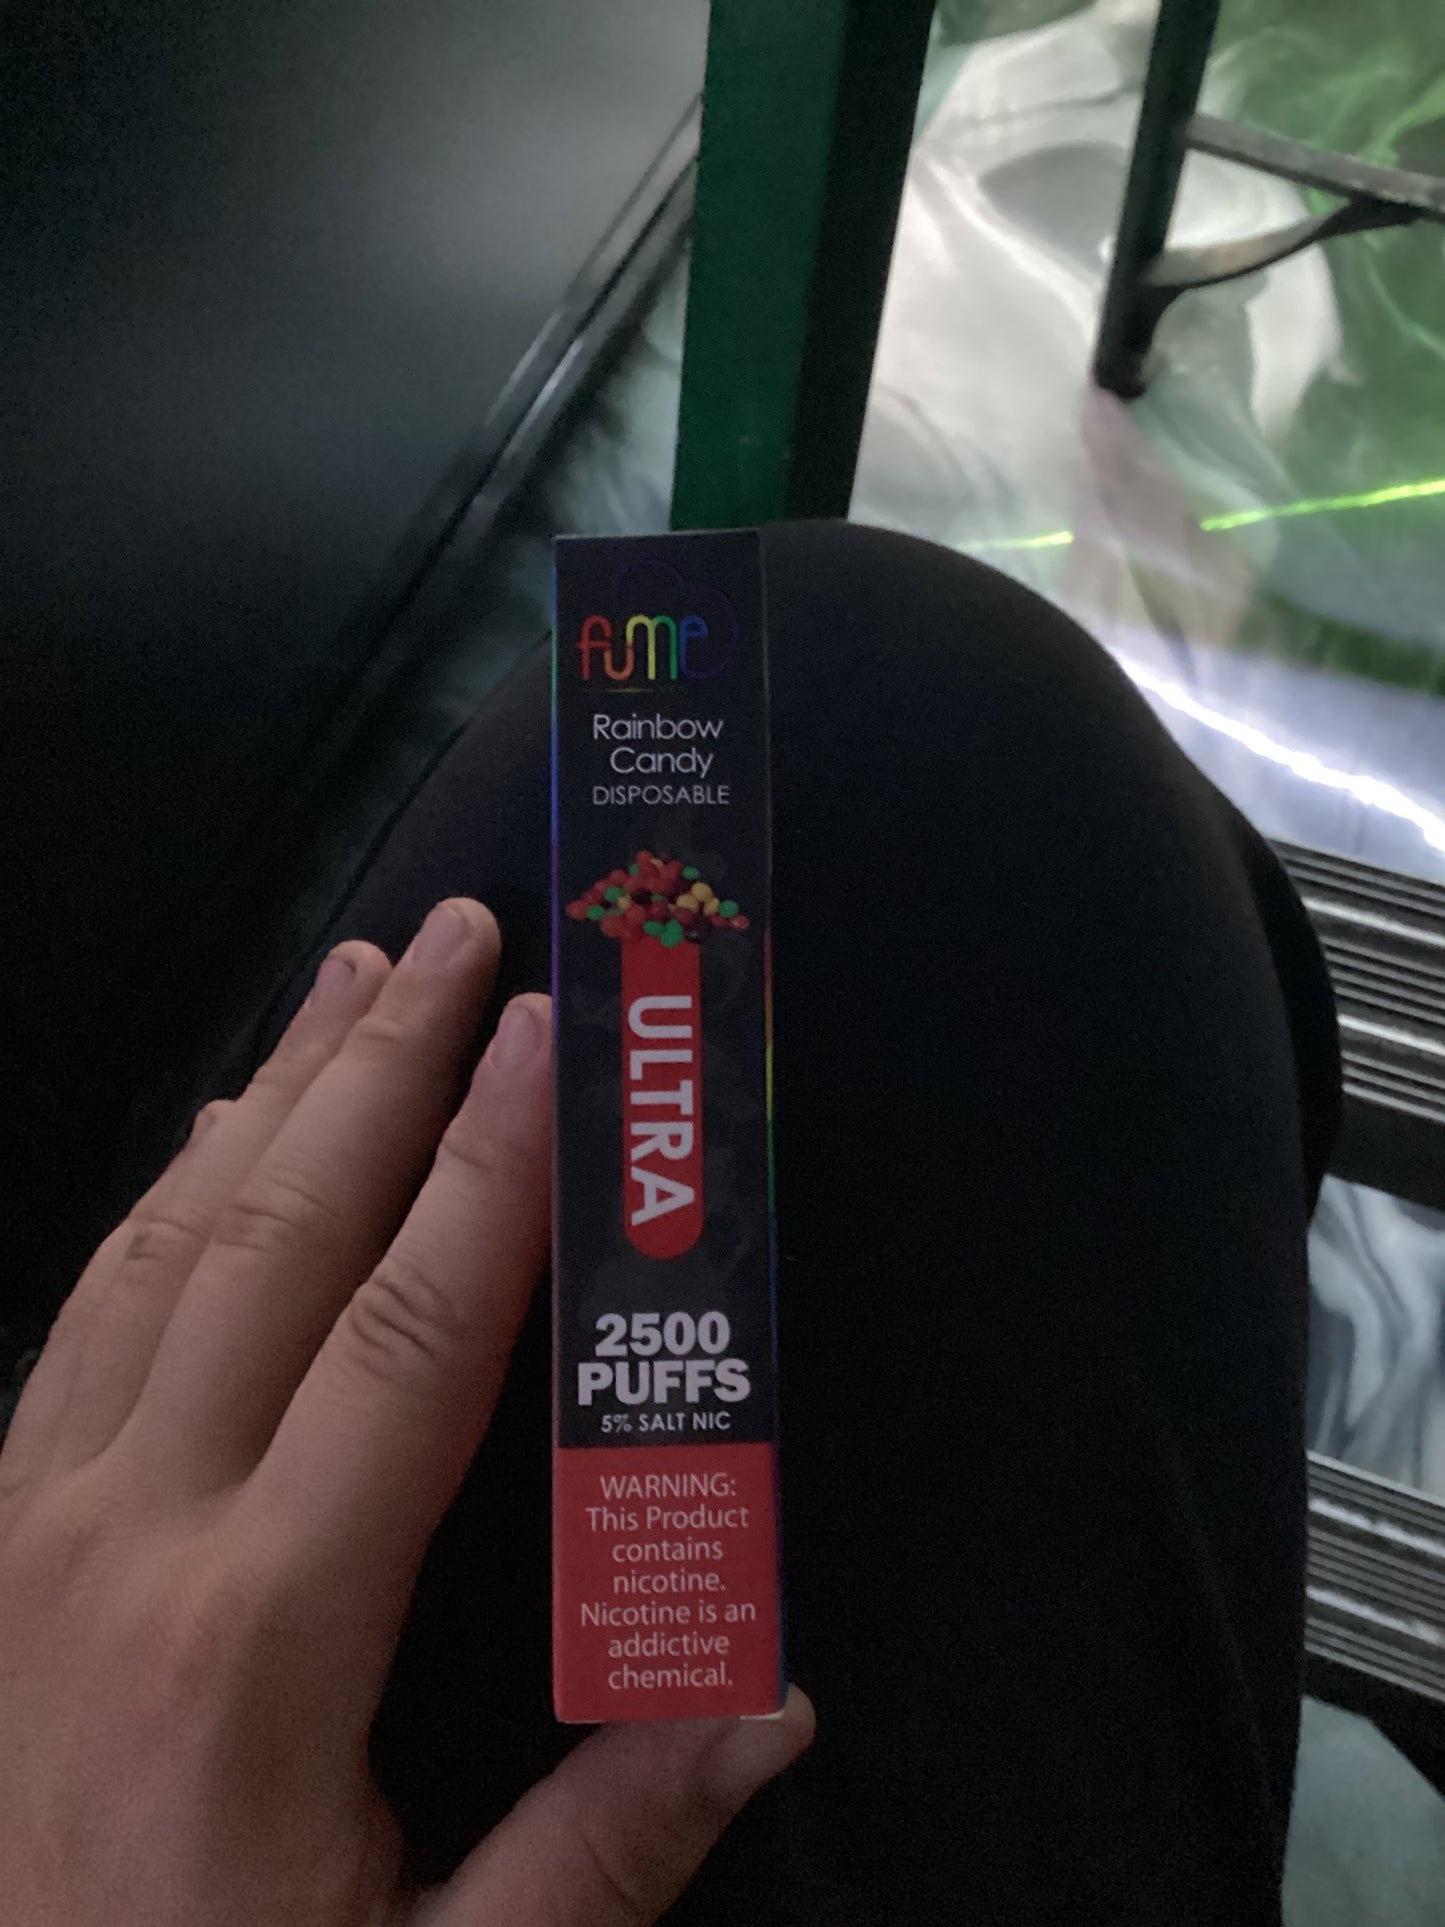 fume
Rainbow
Candy
DISPOSABLE
ULTRA
2500
PUFFS
5% SALT NIC
WARNING:
This Product
contains
nicotine.
Nicotine is an
addictive
chemical.